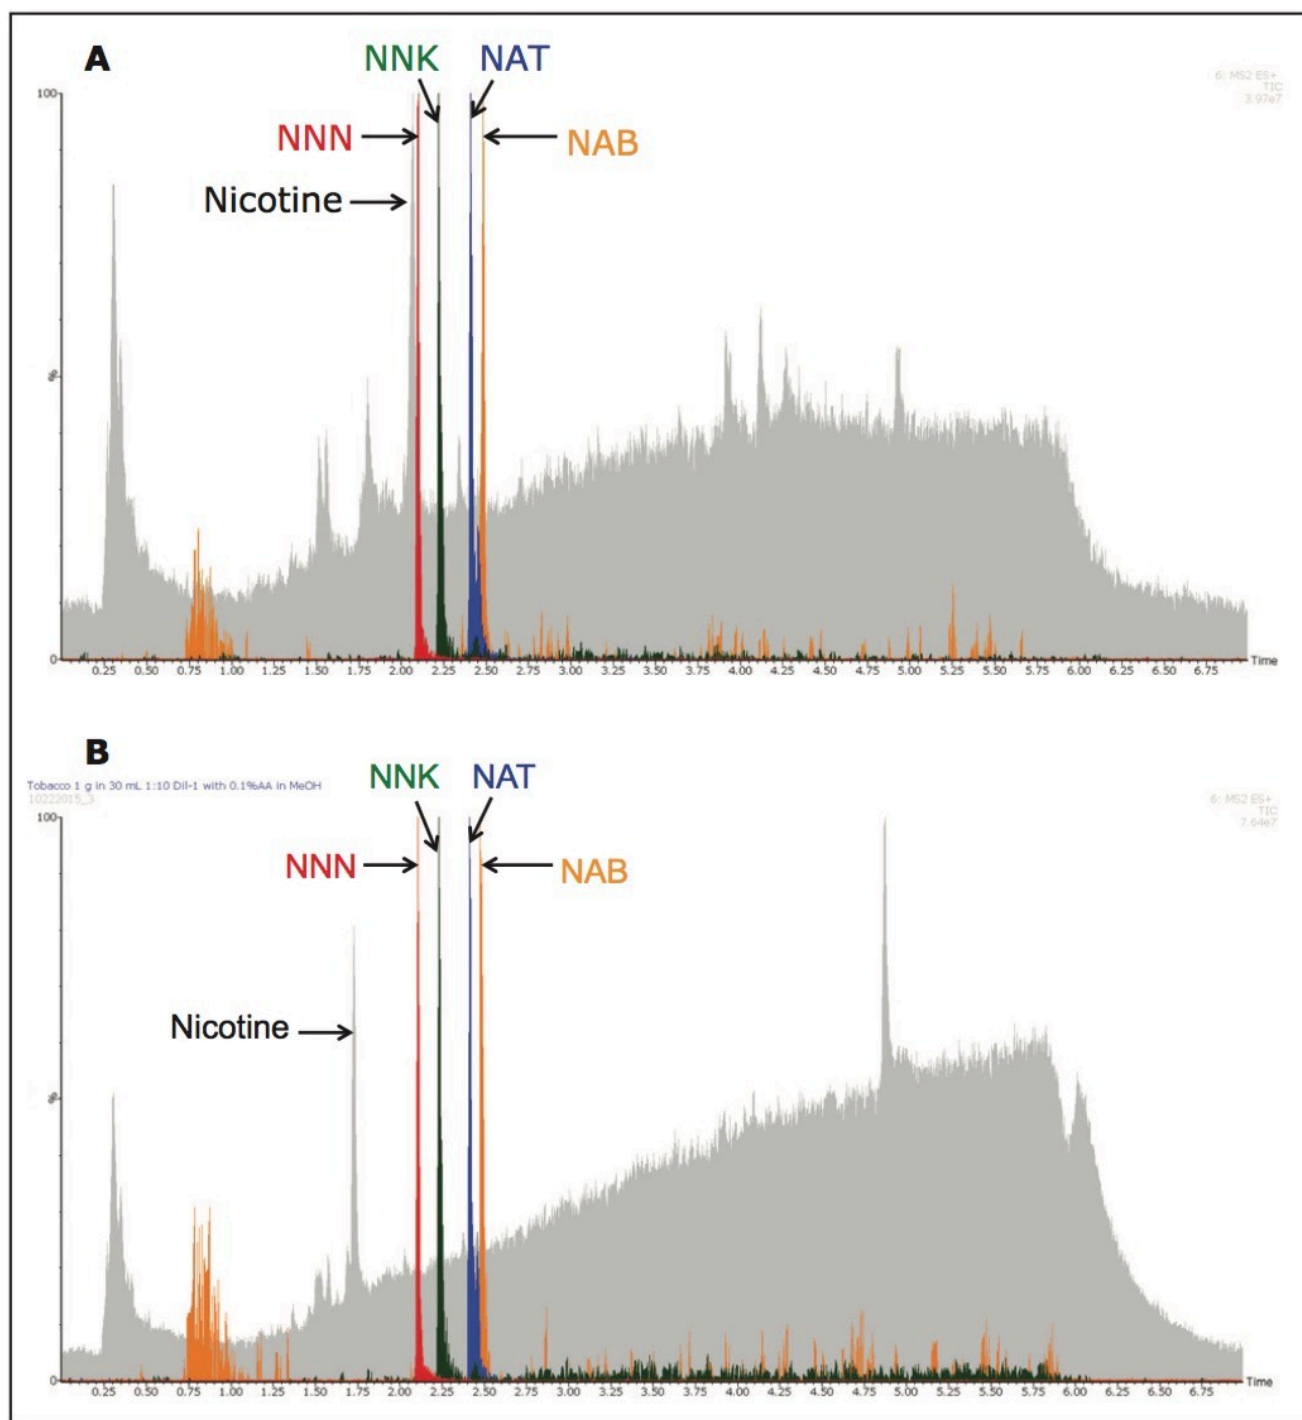 A
NNK NAT
6: MS2 ES+
TIC
3.97e7
100
NNN
NAB
Nicotine
%
0
0.25 0.50 0.75 1.00 1.25 1.50 1.75 2.00 2.25 2.50 2.75 3.00 3.25 3.50 3.75 4.00 4.25 4.50 4.75 5.00 5.25 5.50 5.75 6.00 6.25 6.50 6.75 Time
B
NNK NAT
Tobacco 1 g in 30 mL 1:10 Dil-1 with 0.1%AA in MeOH
10222015_3
6: MS2 ES+
TIC
7.64e7
100
NNN
NAB
Nicotine
%
0
0.25 0.50 0.75 1.00 1.25 1.50 1.75 2.00 2.25 2.50 2.75 3.00 3.25 3.50 3.75 4.00 4.25 4.50 4.75 5.00 5.25 5.50 5.75 6.00 6.25 6.50 6.75 Time